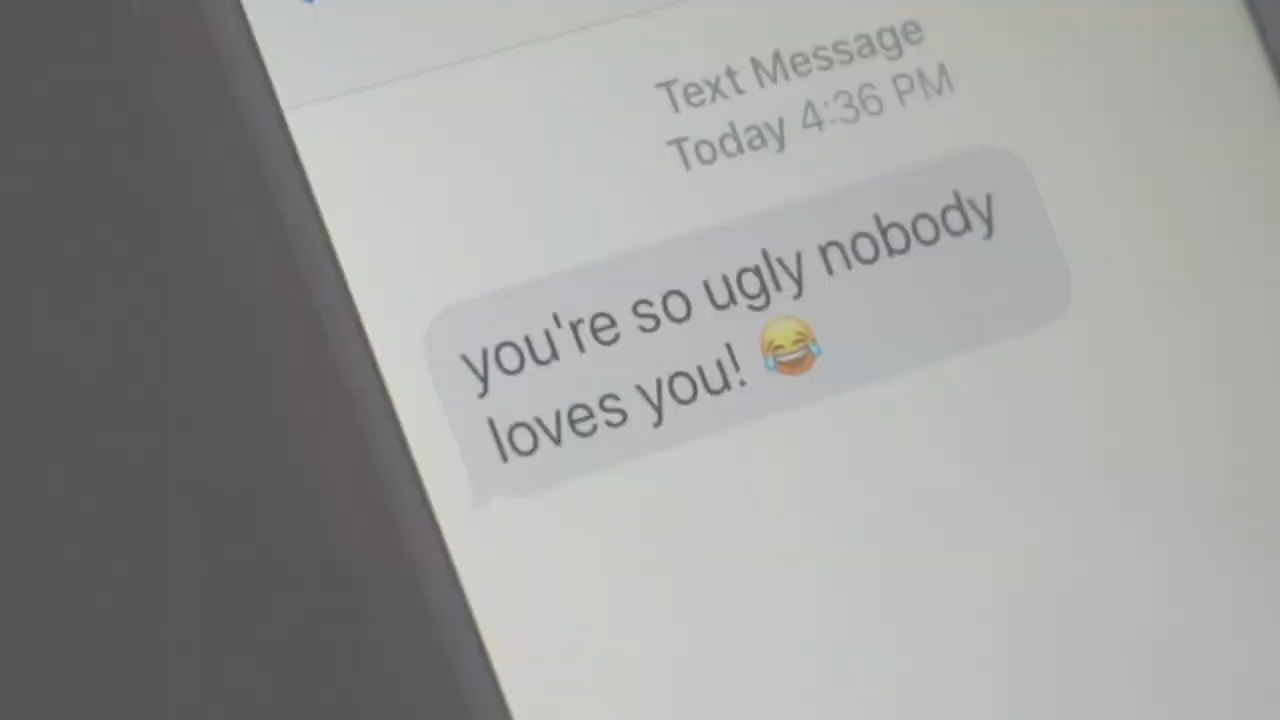 Text Message
Today 4:36 PM
you're so ugly nobody
loves you! 😂